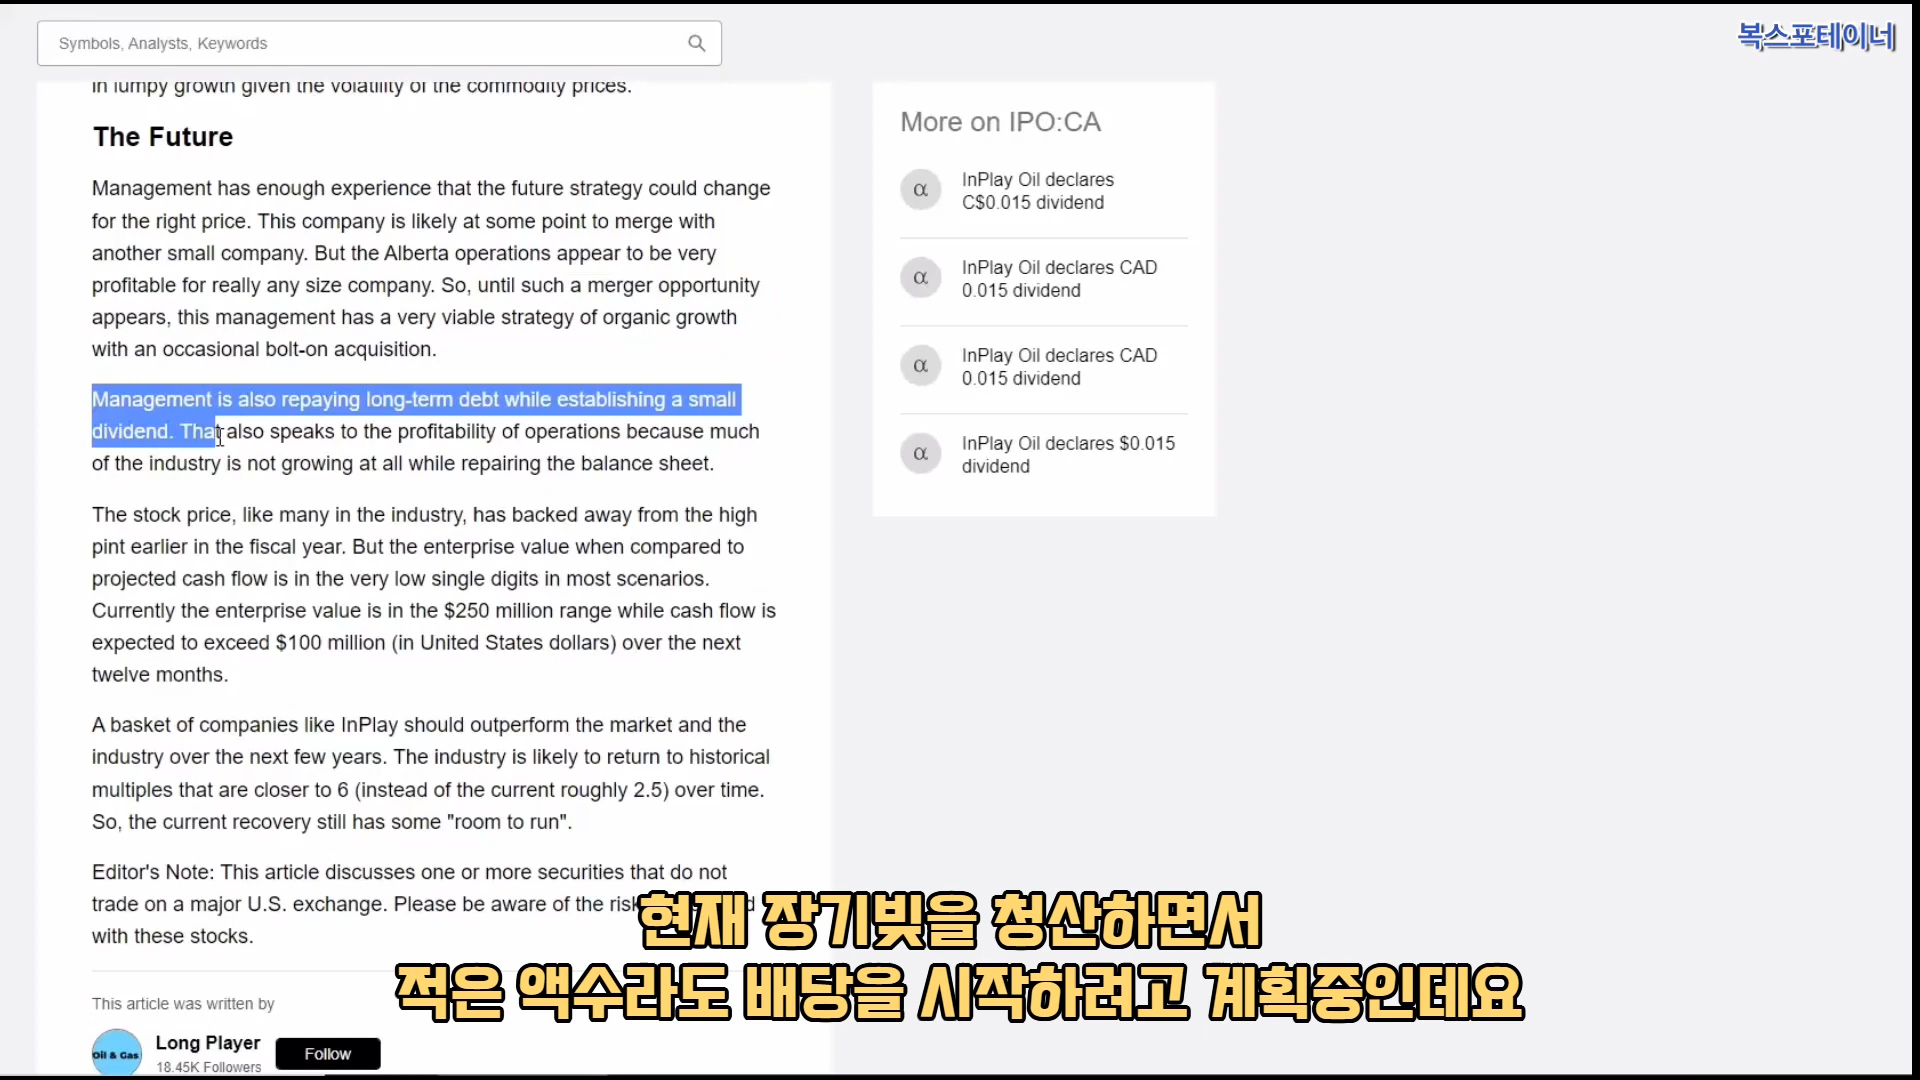 Symbols, Analysts, Keywords
복스포테이너
in lumpy growth given the volatility of the commodity prices.
The Future
Management has enough experience that the future strategy could change
for the right price. This company is likely at some point to merge with
another small company. But the Alberta operations appear to be very
profitable for really any size company. So, until such a merger opportunity
appears, this management has a very viable strategy of organic growth
with an occasional bolt-on acquisition.
Management is also repaying long-term debt while establishing a small
dividend. That also speaks to the profitability of operations because much
of the industry is not growing at all while repairing the balance sheet.
The stock price, like many in the industry, has backed away from the high
pint earlier in the fiscal year. But the enterprise value when compared to
projected cash flow is in the very low single digits in most scenarios.
Currently the enterprise value is in the $250 million range while cash flow is
expected to exceed $100 million (in United States dollars) over the next
twelve months.
A basket of companies like InPlay should outperform the market and the
industry over the next few years. The industry is likely to return to historical
multiples that are closer to 6 (instead of the current roughly 2.5) over time.
So, the current recovery still has some "room to run".
Editor's Note: This article discusses one or more securities that do not
trade on a major U.S. exchange. Please be aware of the
with these stocks.
This article was written by
Oil & Gas
Long Player
18.45K Followers
Follow
More on IPO:CA
α
InPlay Oil declares
C$0.015 dividend
α
InPlay Oil declares CAD
0.015 dividend
α
InPlay Oil declares CAD
0.015 dividend
α
InPlay Oil declares $0.015
dividend
현재 장기빚을 청산하면서
적은 액수라도 배당을 시작하려고 계획중인데요